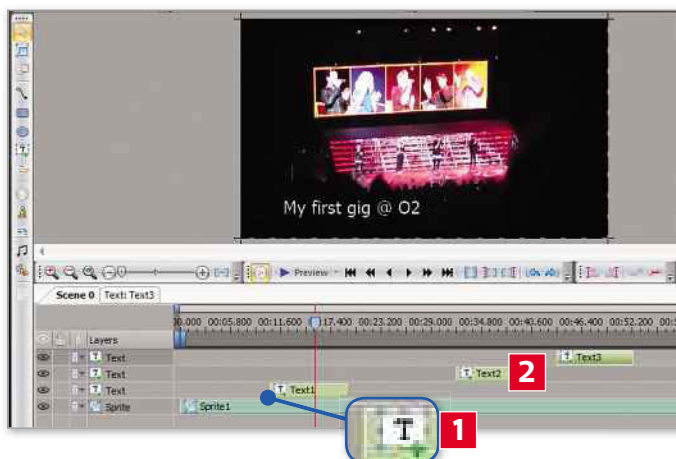 My first gig @ O2
Preview
Scene 0 Text: Text3
00.000 00:05.800 00:11.600 17.400 00:23.200 00:29.000 00:34.800 00:40.600 00:46.400 00:52.200
Layers
Text Text3
Text Text2 2
Text Text1
Sprite Sprite1
T 1